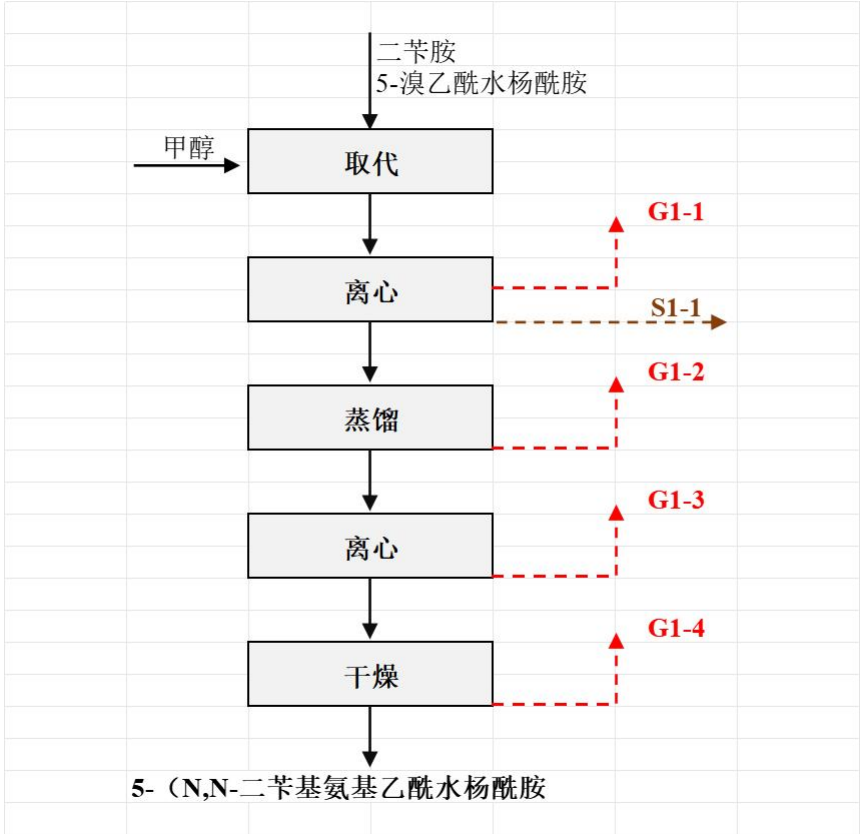 二苄胺
5-溴乙酰水杨酰胺
甲醇
取代
G1-1
离心
S1-1
G1-2
蒸馏
G1-3
离心
G1-4
干燥
5-（N,N-二苄基氨基乙酰水杨酰胺